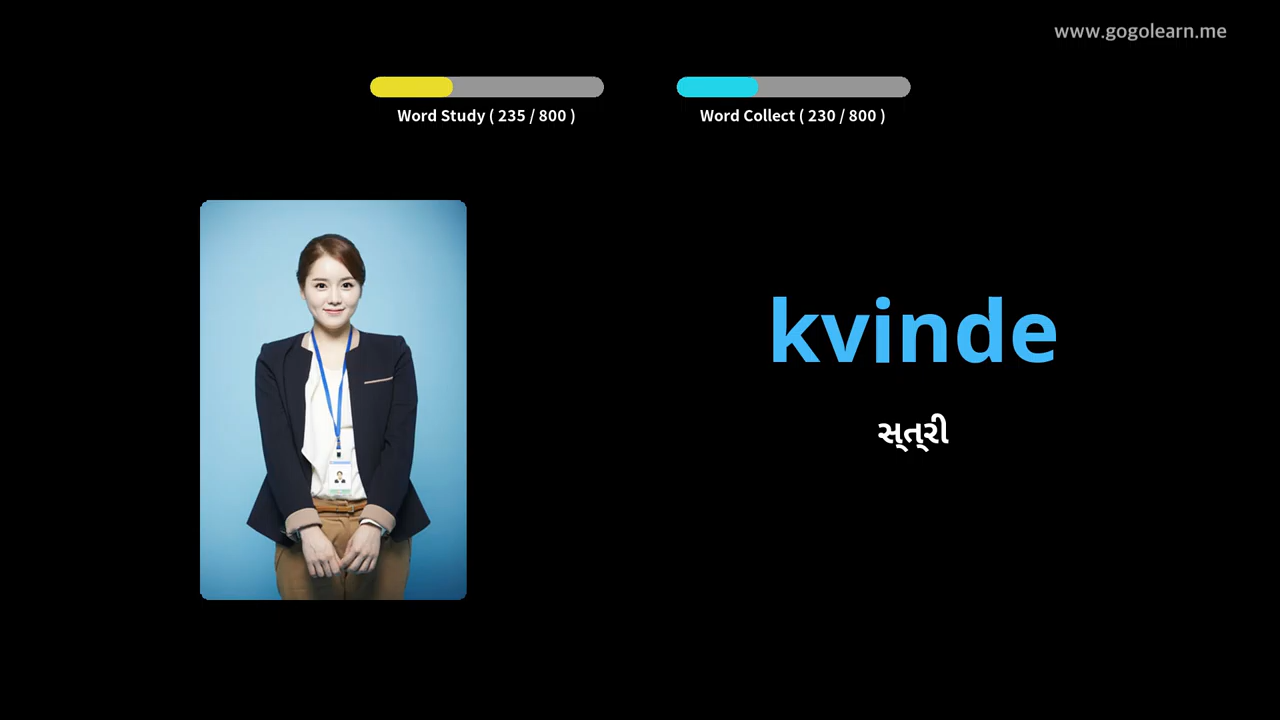 www.gogolearn.me
Word Study ( 235 / 800 )
Word Collect ( 230 / 800 )
kvinde
સ્ત્રી